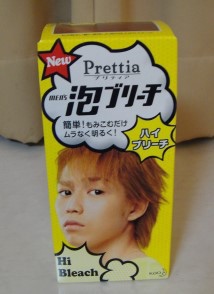 New
Prettia
プリティア
MEN'S 泡ブリーチ
簡単!もみこむだけ
ムラなく明るく!
ハイ
ブリーチ
Hi
Bleach